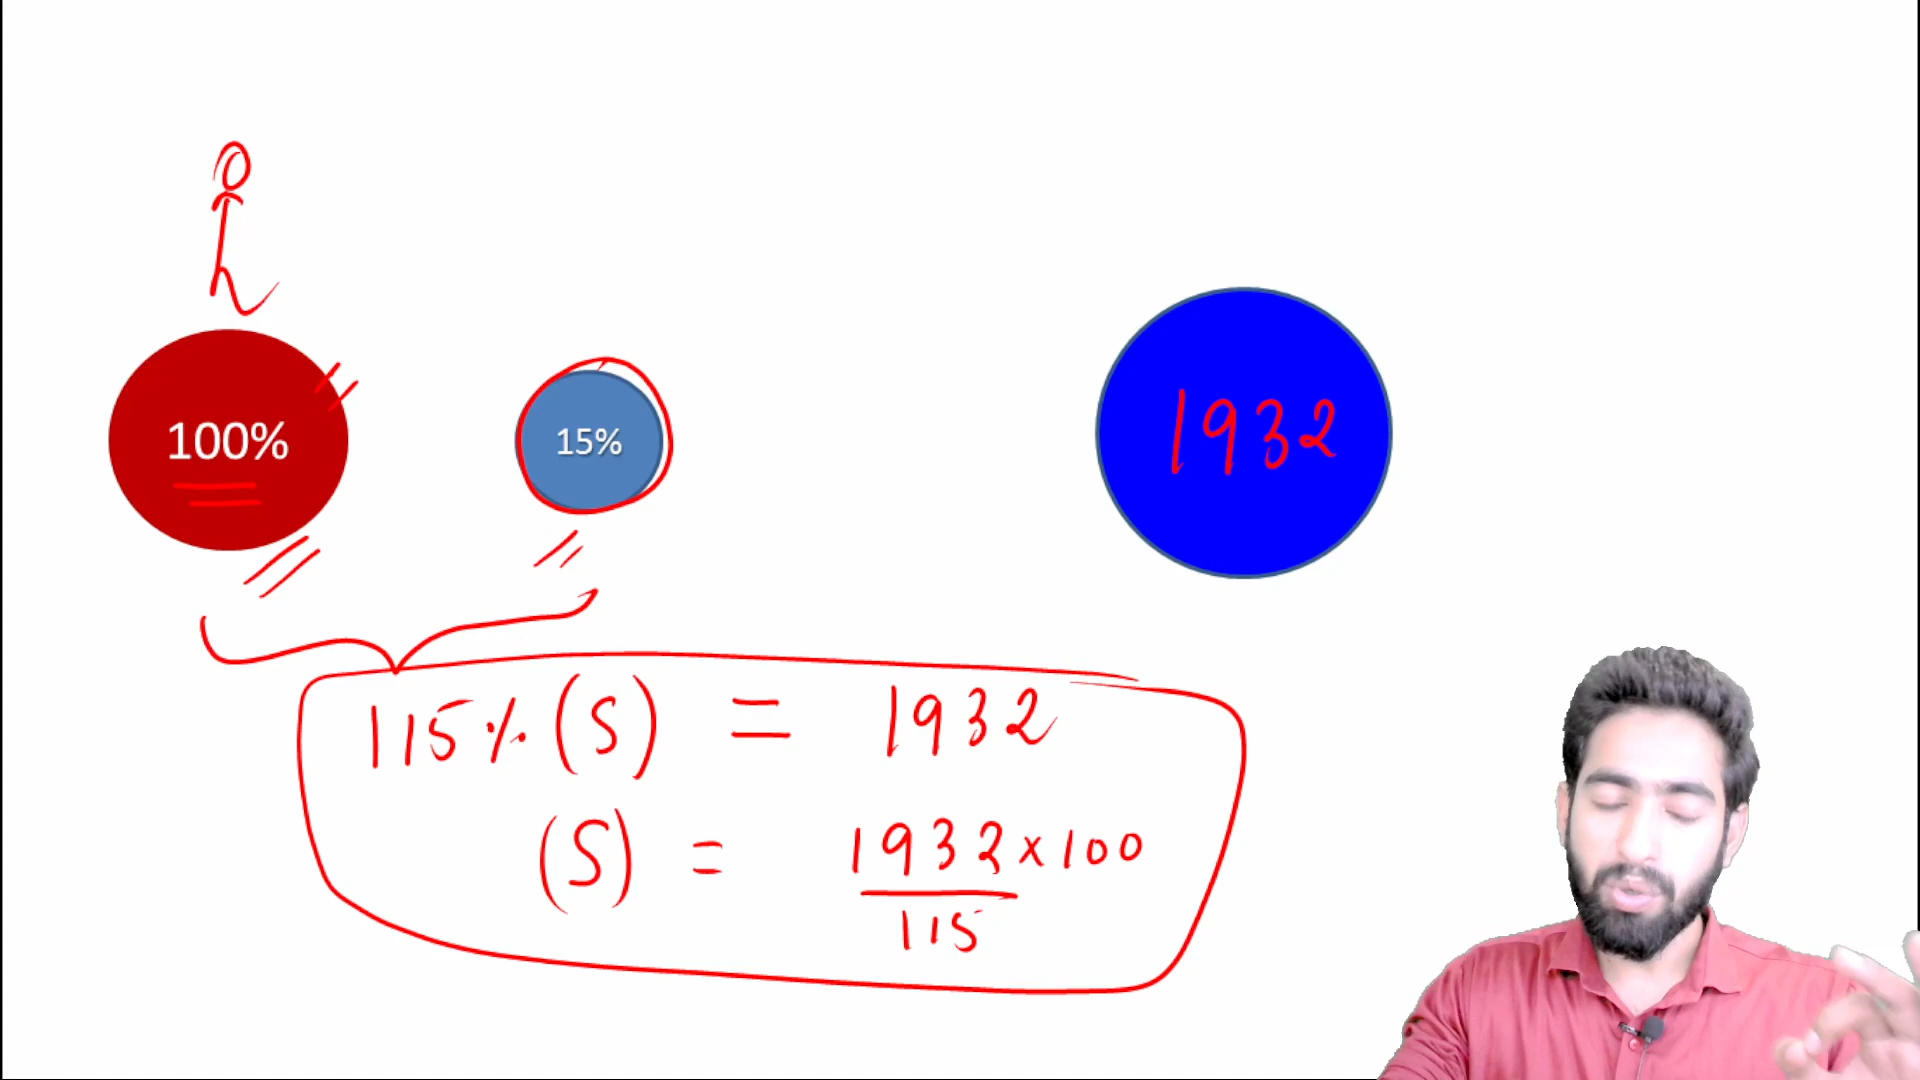 100%
15%
1932
115% (S) = 1932
(S) = 1932 × 100
115